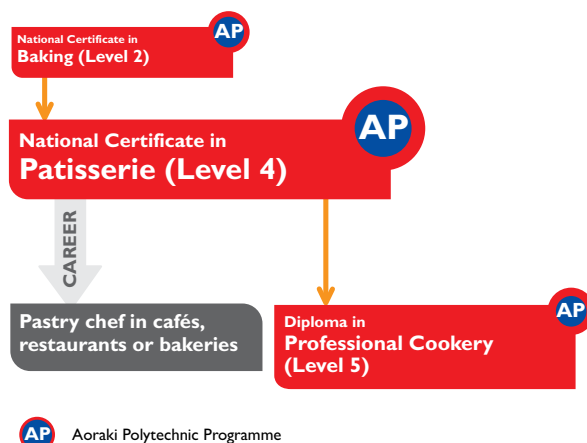 National Certificate in
Baking (Level 2)
AP
National Certificate in
Patisserie (Level 4)
AP
CAREER
Pastry chef in cafés,
restaurants or bakeries
Diploma in
Professional Cookery
(Level 5)
AP
AP Aoraki Polytechnic Programme